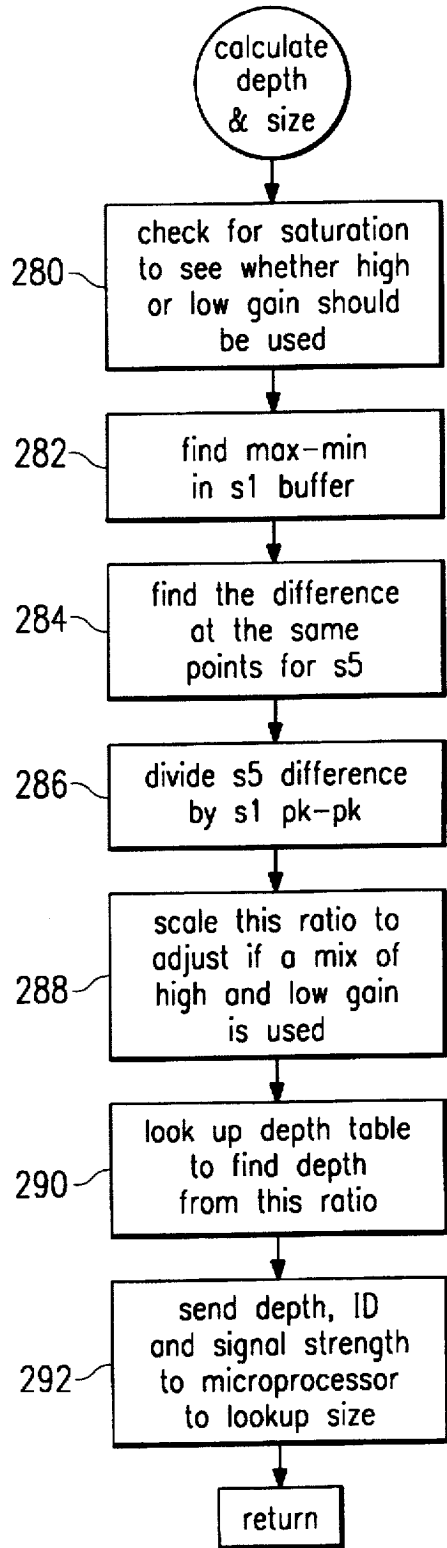 calculate
depth
& size
280
check for saturation
to see whether high
or low gain should
be used
282
find max-min
in s1 buffer
284
find the difference
at the same
points for s5
286
divide s5 difference
by s1 pk-pk
288
scale this ratio to
adjust if a mix of
high and low gain
is used
290
look up depth table
to find depth
from this ratio
292
send depth, ID
and signal strength
to microprocessor
to lookup size
return